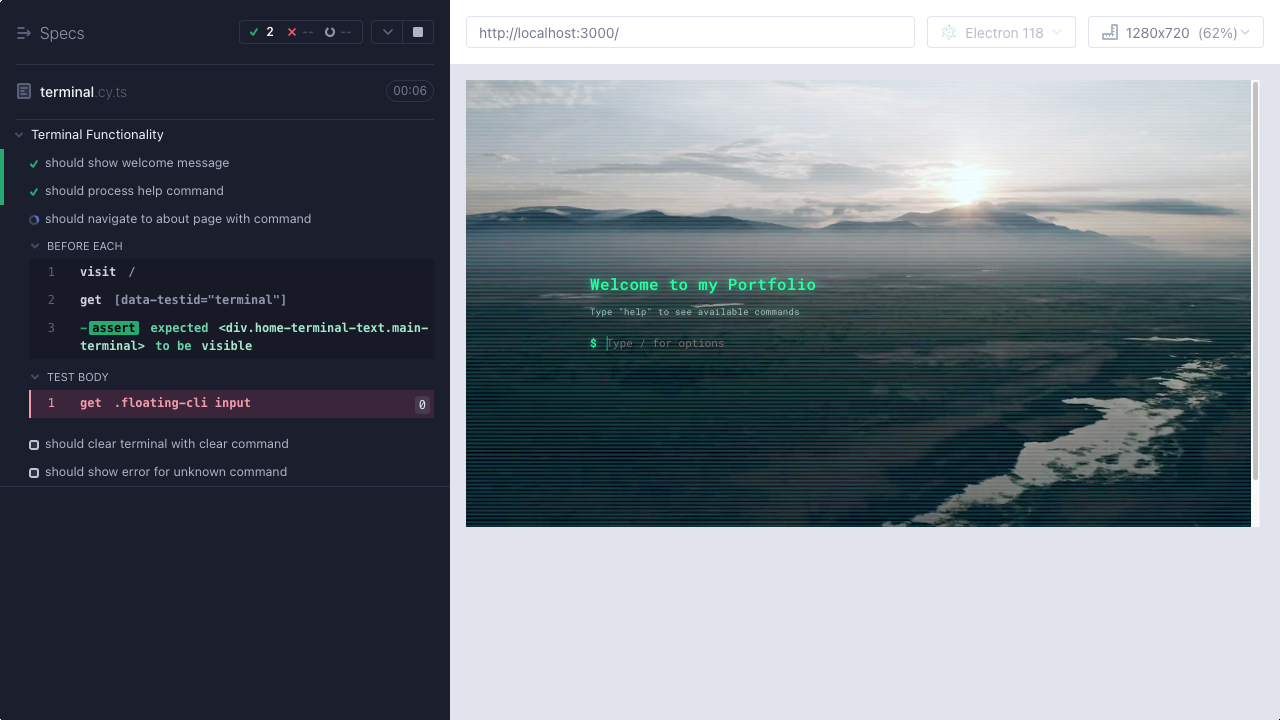 Specs
2
--
--
terminal.cy.ts
00:06
Terminal Functionality
should show welcome message
should process help command
should navigate to about page with command
BEFORE EACH
1 visit /
2 get [data-testid="terminal"]
3 -assert expected <div.home-terminal-text.main-
terminal> to be visible
TEST BODY
1 get .floating-cli input 0
should clear terminal with clear command
should show error for unknown command
http://localhost:3000/
Electron 118
1280x720 (62%)
Welcome to my Portfolio
Type "help" to see available commands
$ Type / for options